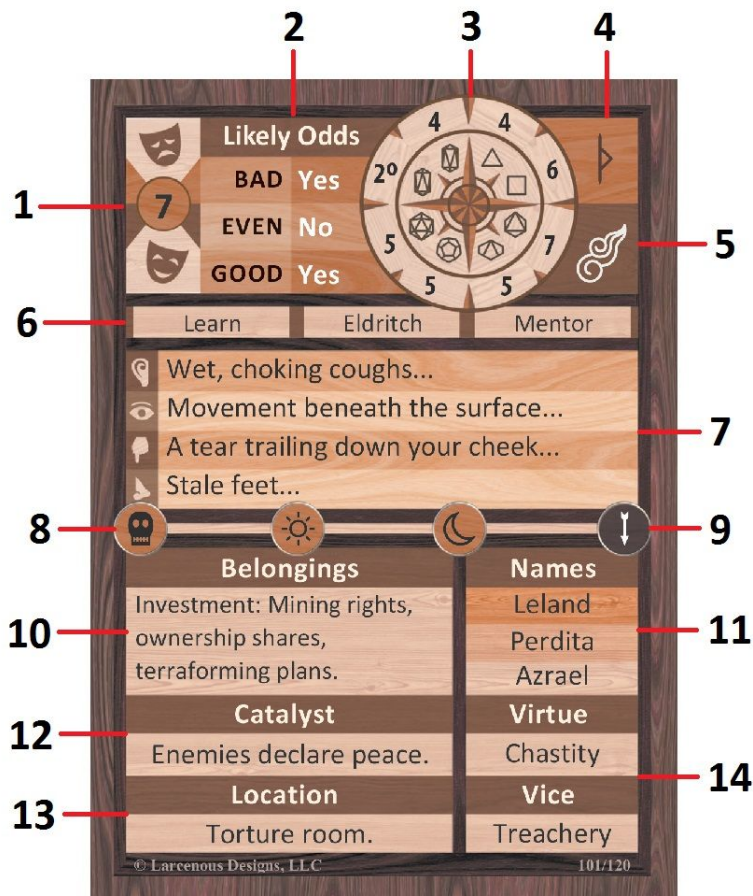 2
3
4
Likely Odds
BAD Yes
EVEN No
GOOD Yes
7
4
4
6
7
5
5
5
2º
1
5
6
Learn
Eldritch
Mentor
Wet, choking coughs...
Movement beneath the surface...
A tear trailing down your cheek...
Stale feet...
7
8
9
Belongings
Investment: Mining rights,
ownership shares,
terraforming plans.
10
Names
Leland
Perdita
Azrael
11
Catalyst
Enemies declare peace.
12
Virtue
Chastity
Location
Torture room.
13
Vice
Treachery
14
© Larcenous Designs, LLC
101/120